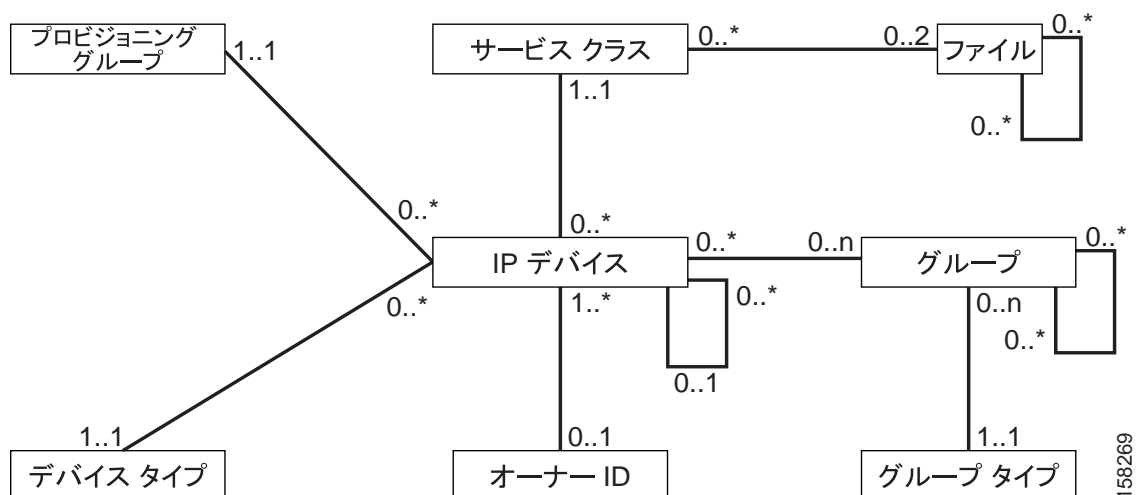 プロビジョニング
グループ
1..1
サービス クラス
0..*
0..2
ファイル
0..*
1..1
0..*
0..*
0..*
IP デバイス
0..*
0..n
グループ
0..*
0..*
1..*
0..*
0..n
0..*
0..1
1..1
0..1
1..1
デバイス タイプ
オーナー ID
グループ タイプ
158269